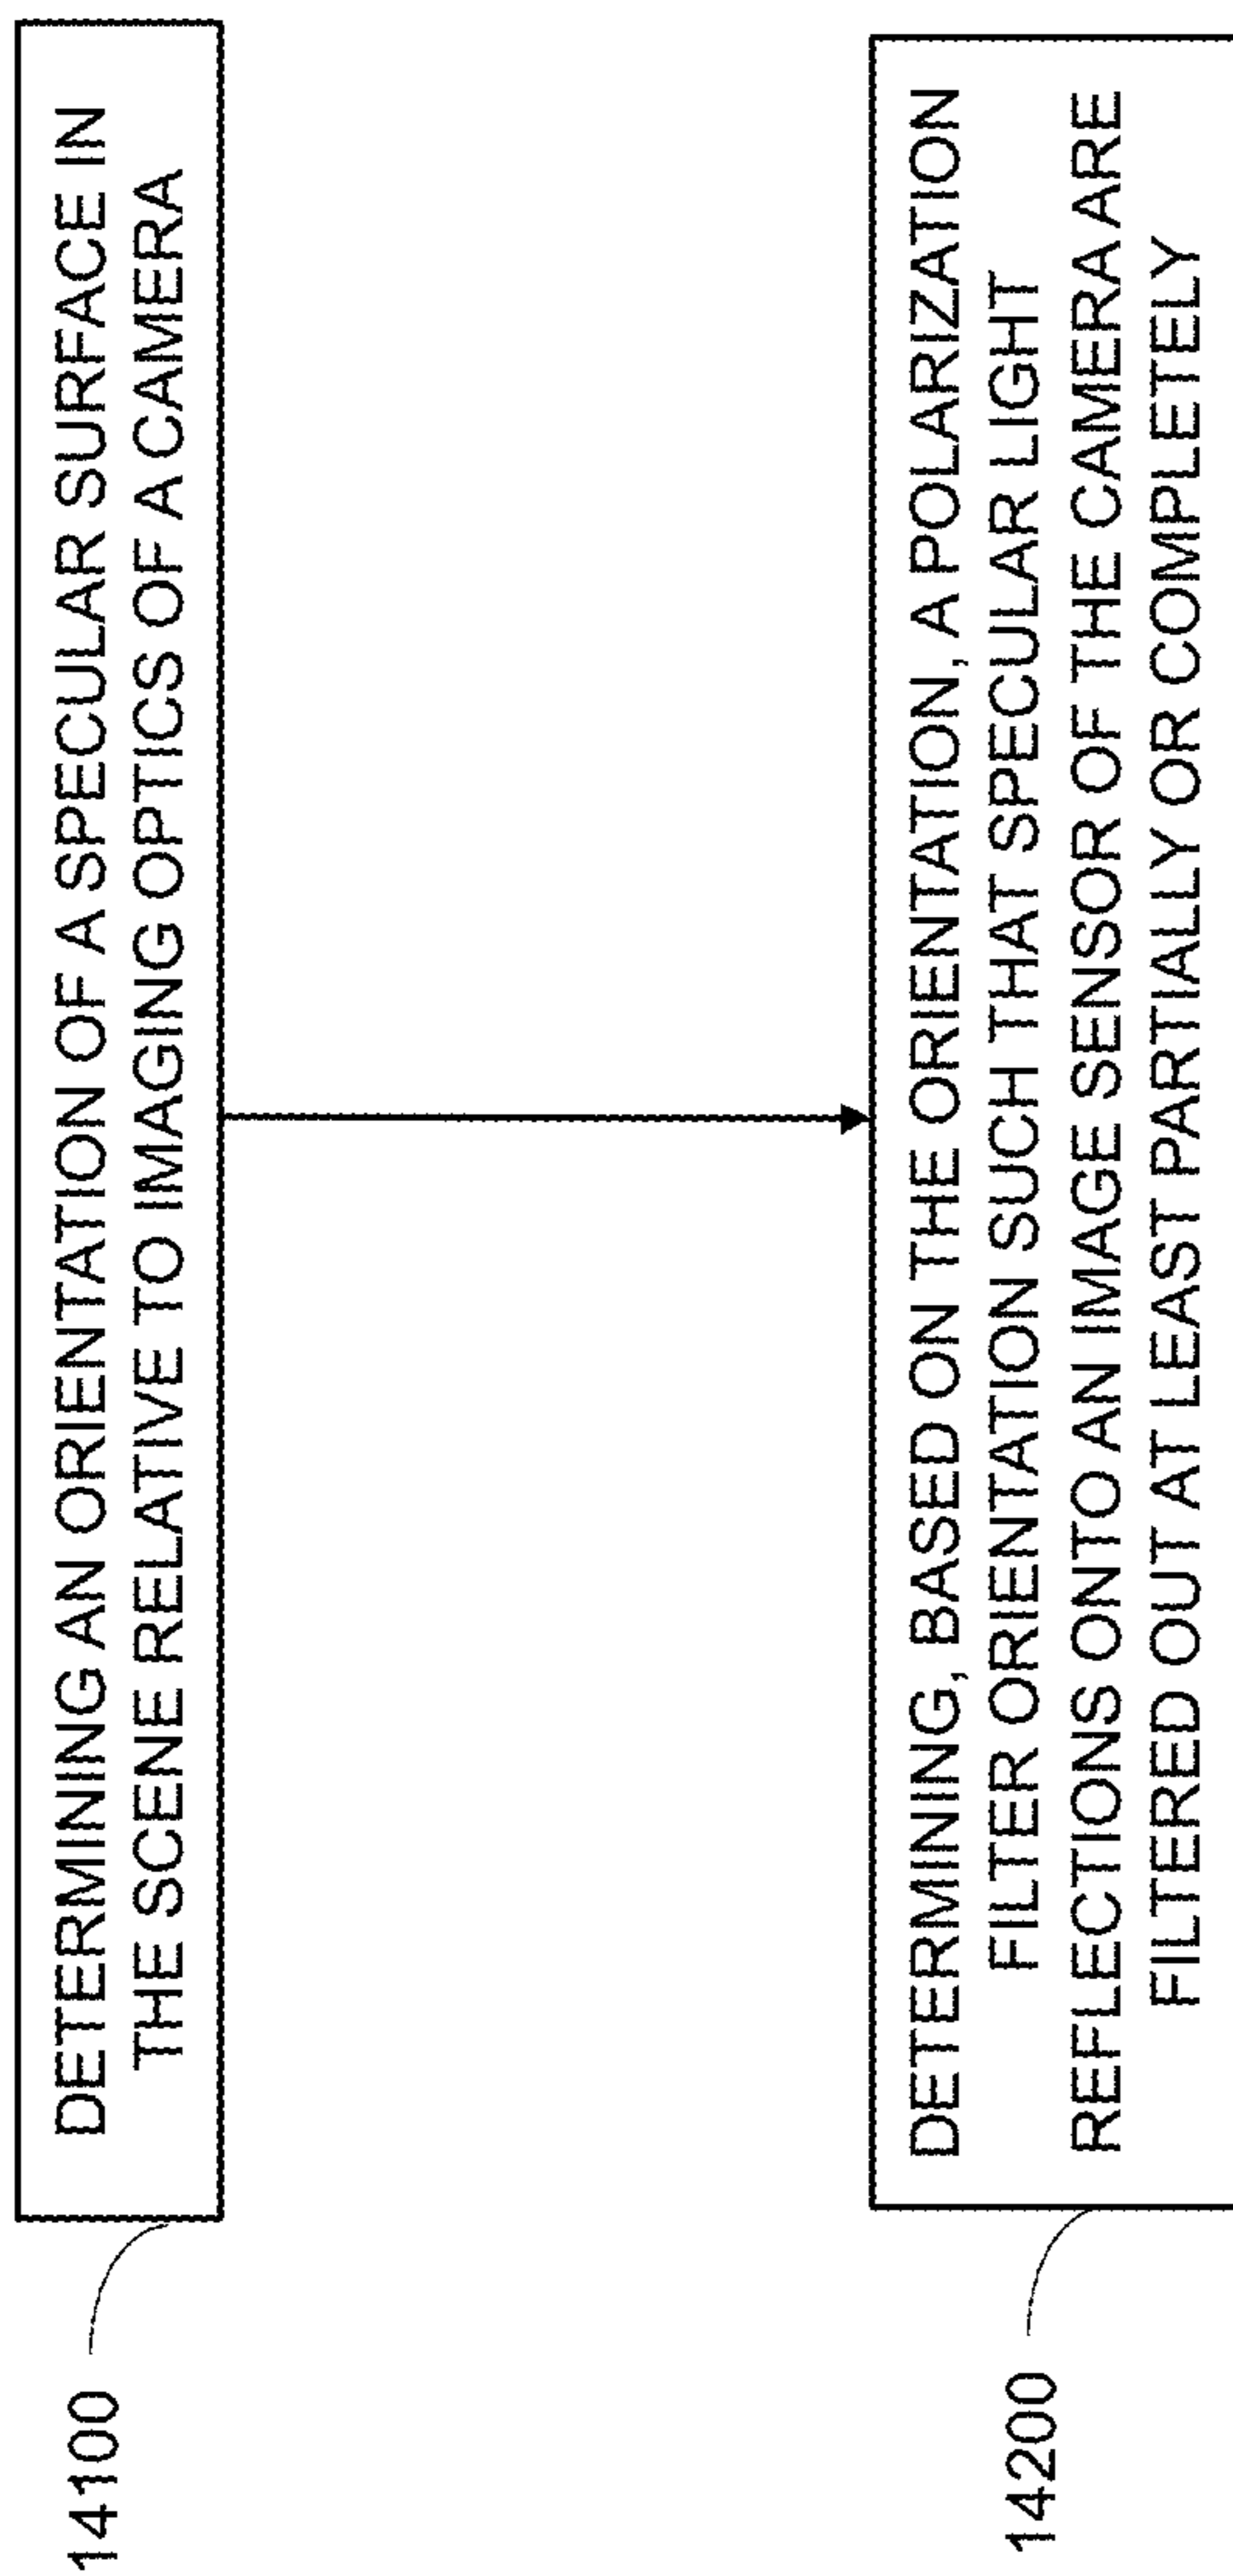 14100
DETERMINING AN ORIENTATION OF A SPECULAR SURFACE IN
THE SCENE RELATIVE TO IMAGING OPTICS OF A CAMERA
14200
DETERMINING, BASED ON THE ORIENTATION, A POLARIZATION
FILTER ORIENTATION SUCH THAT SPECULAR LIGHT
REFLECTIONS ONTO AN IMAGE SENSOR OF THE CAMERA ARE
FILTERED OUT AT LEAST PARTIALLY OR COMPLETELY